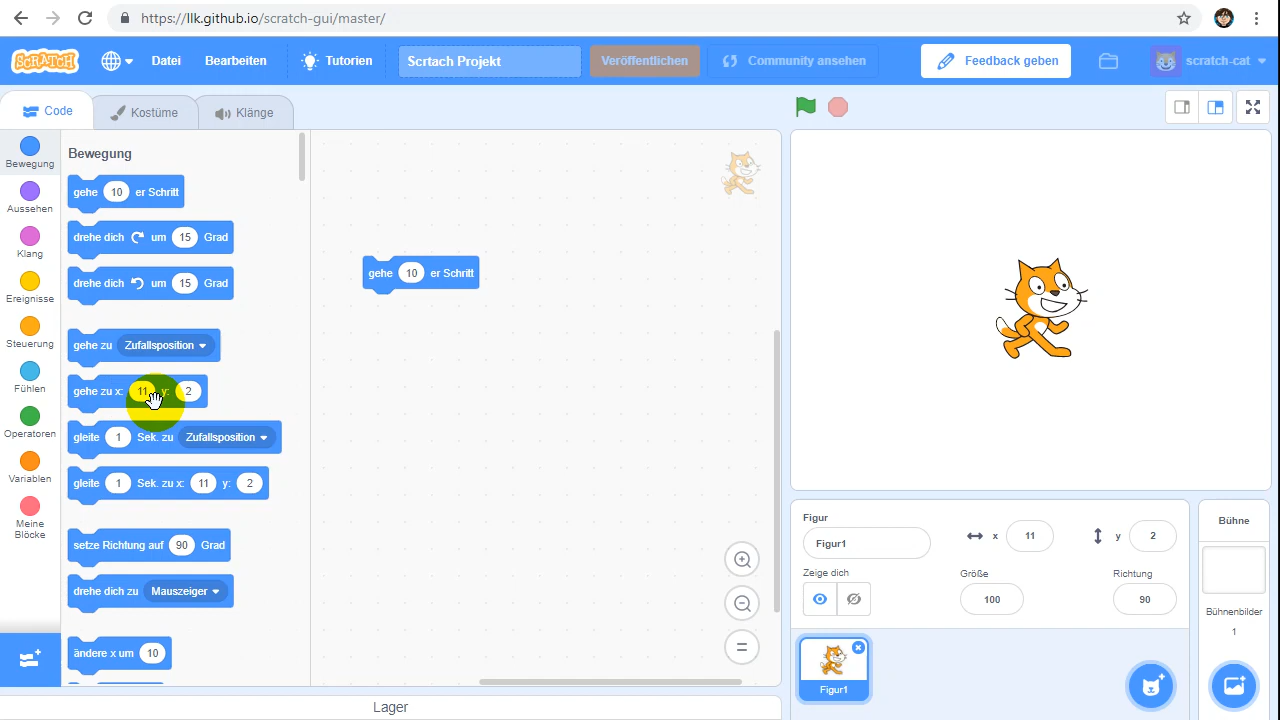 https://llk.github.io/scratch-gui/master/
SCRATCH
Datei
Bearbeiten
Tutorien
Scrtach Projekt
Veröffentlichen
Community ansehen
Feedback geben
scratch-cat
Code
Kostüme
Klänge
Bewegung
Aussehen
Klang
Ereignisse
Steuerung
Fühlen
Operatoren
Variablen
Meine
Blöcke
Bewegung
gehe 10 er Schritt
drehe dich um 15 Grad
drehe dich um 15 Grad
gehe zu Zufallsposition
gehe zu x: 11 y: 2
gleite 1 Sek. zu Zufallsposition
gleite 1 Sek. zu x: 11 y: 2
setze Richtung auf 90 Grad
drehe dich zu Mauszeiger
ändere x um 10
gehe 10 er Schritt
Lager
Figur
Figur1
x 11
y 2
Zeige dich
Größe
100
Richtung
90
Figur1
Bühne
Bühnenbilder
1